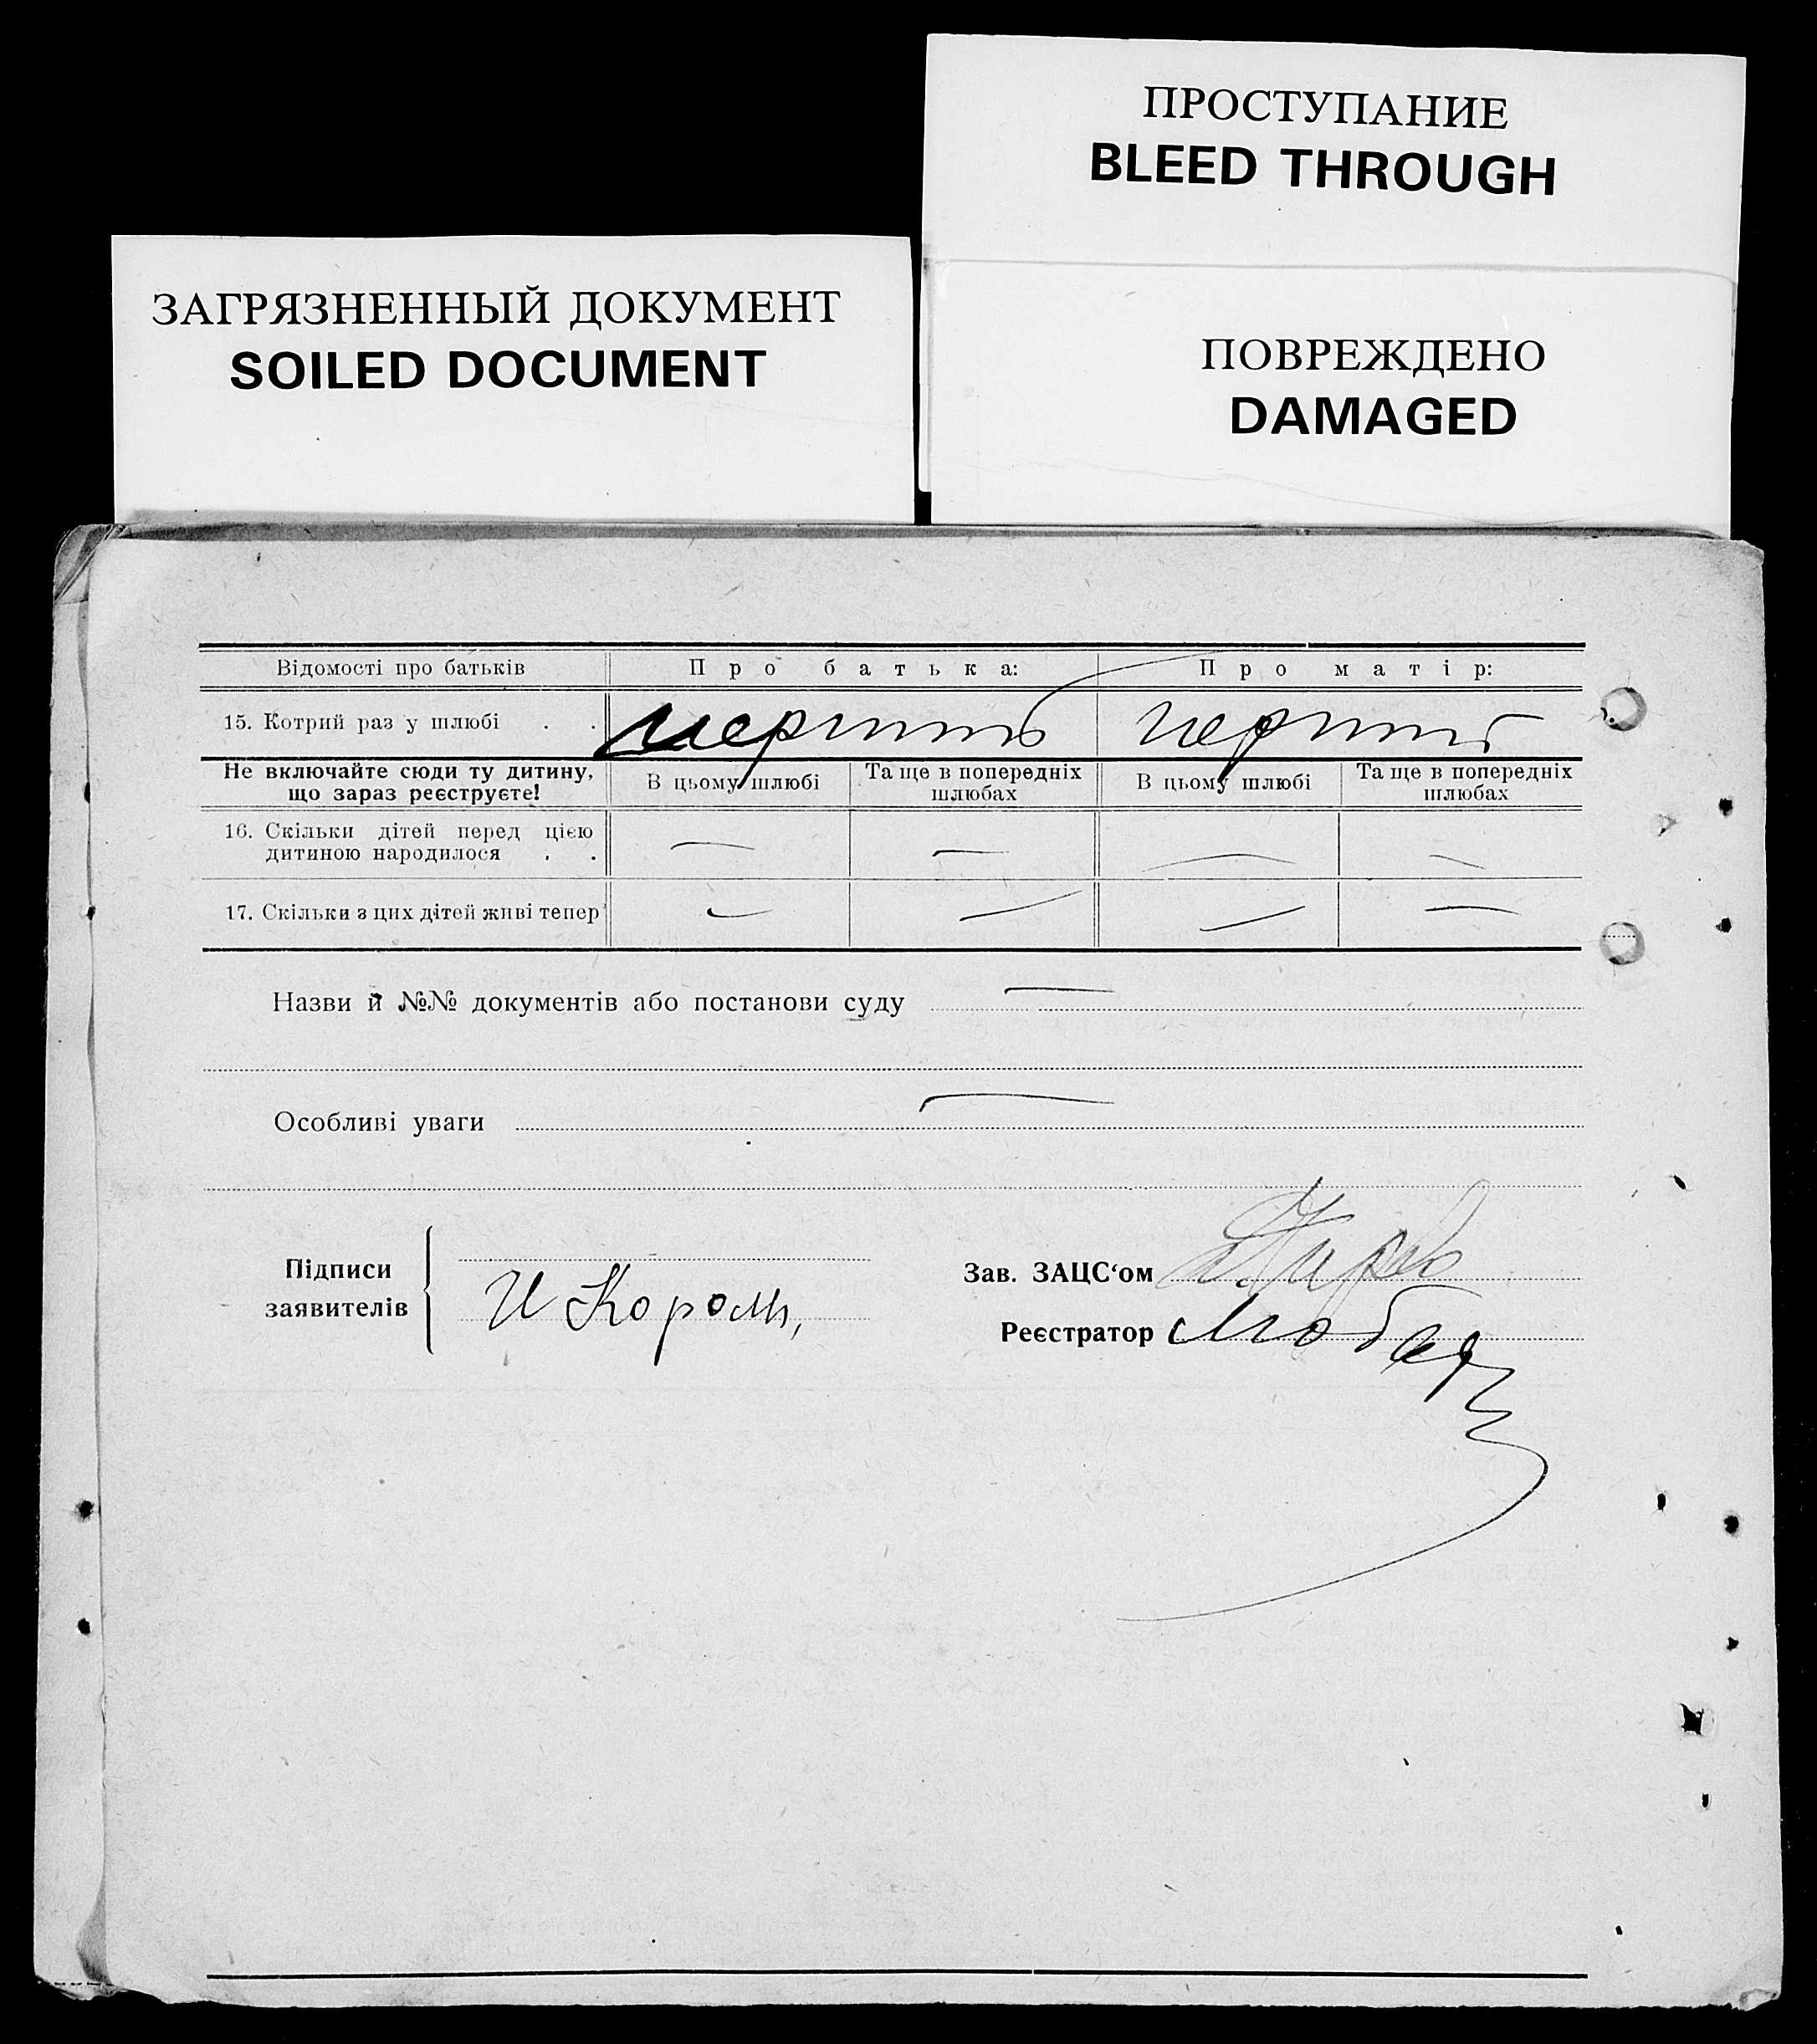 ПРОСТУПАНИЕ
BLEED THROUGH
ЗАГРЯЗНЕННЫЙ ДОКУМЕНТ
SOILED DOCUMENT
ПОВРЕЖДЕНО
DAMAGED
Відомості про батьків Про батька: Про матір:
15. Котрий раз у шлюбі . .
Не включайте сюди ту дитину, що зараз реєструєте! В цьому шлюбі Та ще в попередніх шлюбах В цьому шлюбі Та ще в попередніх шлюбах
16. Скільки дітей перед цією — — — —
дитиною народилося . .
17. Скільки з цих дітей живі тепер — — — —
Назви й №№ документів або постанови суду —
Особливі уваги —
Підписи заявителів
И Король,
Зав. ЗАЦС‘ом
Реєстратор